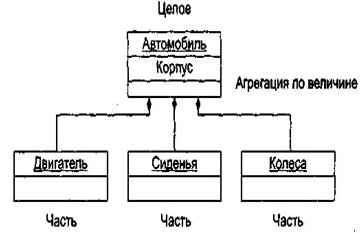 Целое
Автомобиль
Корпус
Агрегация по величине
Двигатель
Сиденья
Колеса
Часть
Часть
Часть